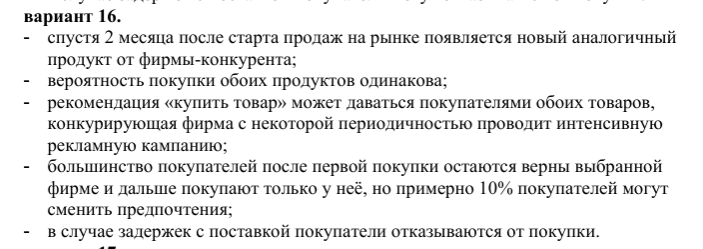 вариант 16.
- спустя 2 месяца после старта продаж на рынке появляется новый аналогичный
продукт от фирмы-конкурента;
- вероятность покупки обоих продуктов одинакова;
- рекомендация «купить товар» может даваться покупателями обоих товаров,
конкурирующая фирма с некоторой периодичностью проводит интенсивную
рекламную кампанию;
- большинство покупателей после первой покупки остаются верны выбранной
фирме и дальше покупают только у неё, но примерно 10% покупателей могут
сменить предпочтения;
- в случае задержек с поставкой покупатели отказываются от покупки.